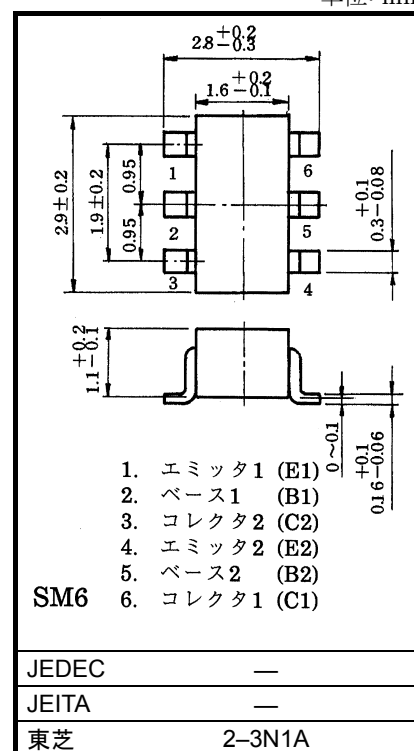 単位: mm
+0.2
2.8−0.3
+0.2
1.6−0.1
2.9±0.2
1.9±0.2
0.95
0.95
1
2
3
6
5
4
+0.1
0.3−0.08
+0.2
1.1−0.1
0~0.1
+0.1
0.16−0.06
1. エミッタ1 (E1)
2. ベース1 (B1)
3. コレクタ2 (C2)
4. エミッタ2 (E2)
5. ベース2 (B2)
SM6 6. コレクタ1 (C1)
JEDEC —
JEITA —
東芝 2–3N1A